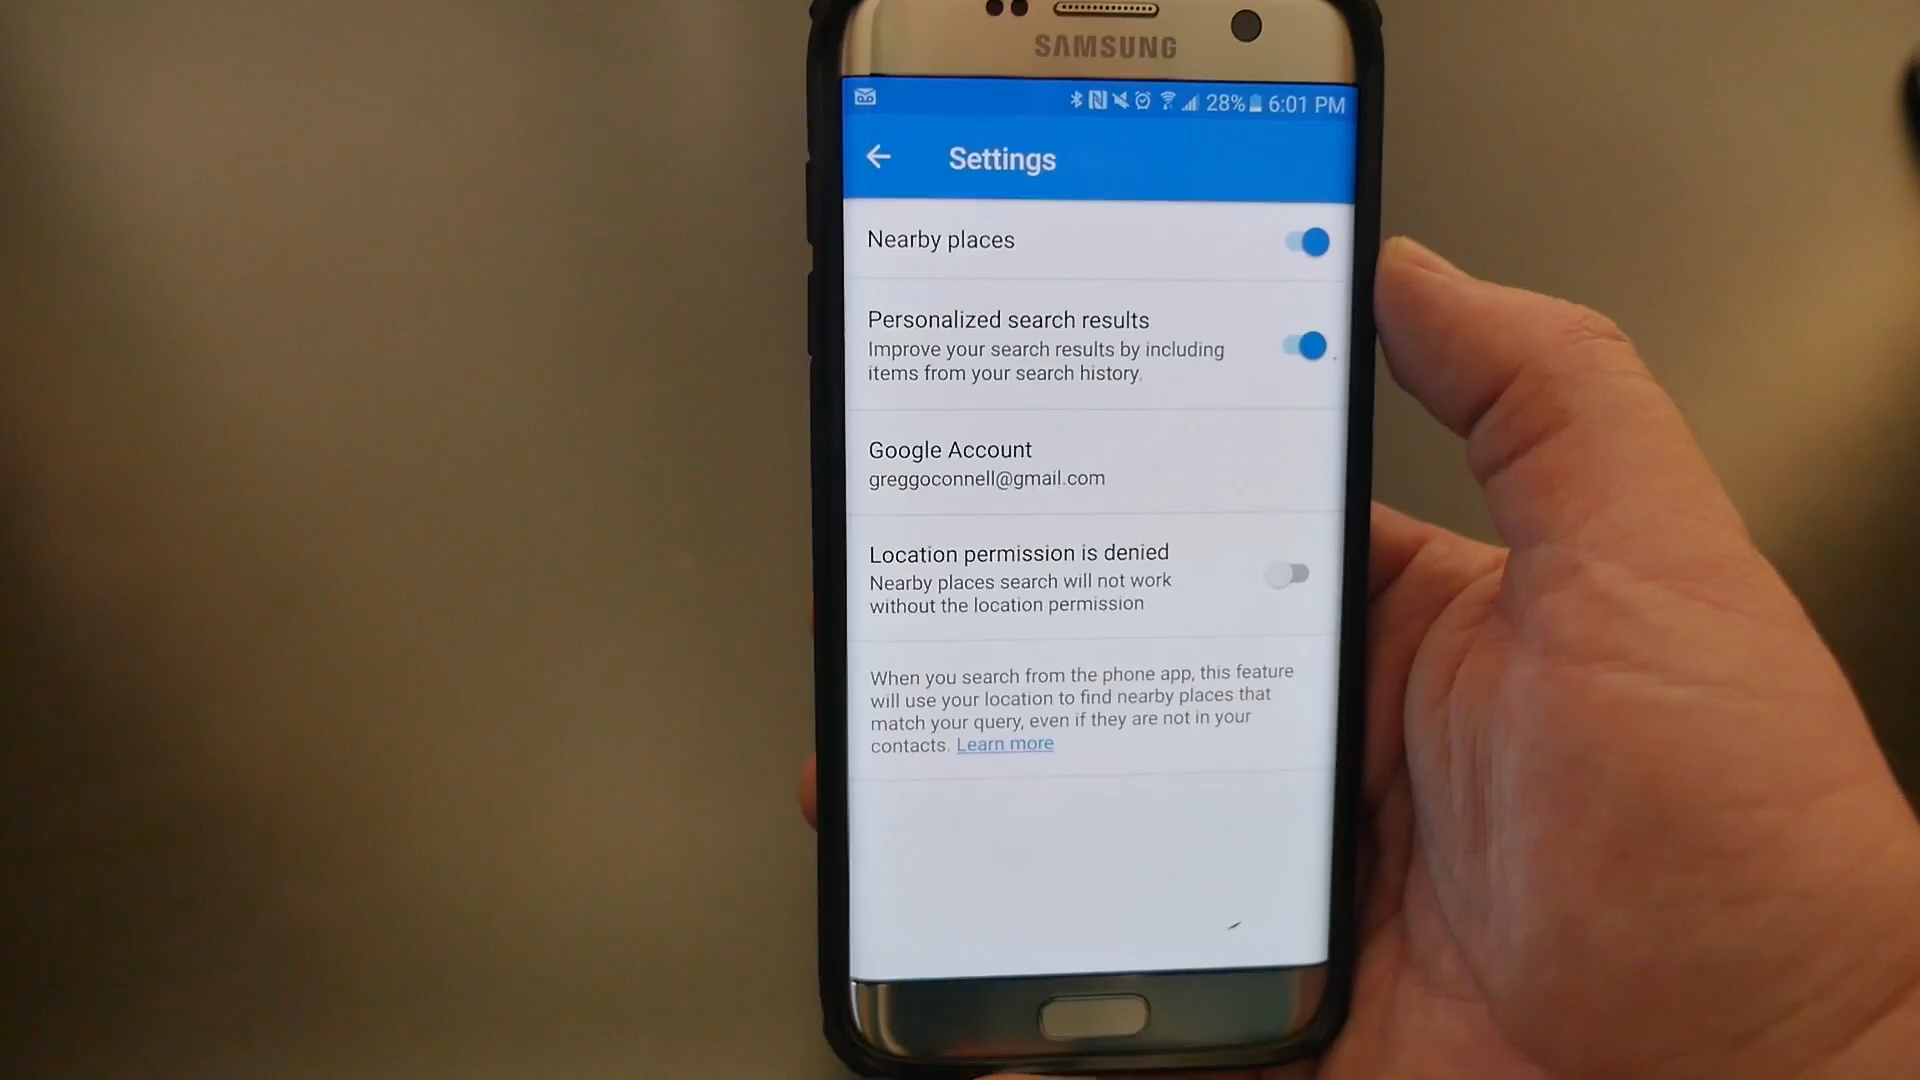 SAMSUNG
28% 6:01 PM
Settings
Nearby places
Personalized search results
Improve your search results by including
items from your search history.
Google Account
greggoconnell@gmail.com
Location permission is denied
Nearby places search will not work
without the location permission
When you search from the phone app, this feature
will use your location to find nearby places that
match your query, even if they are not in your
contacts. Learn more